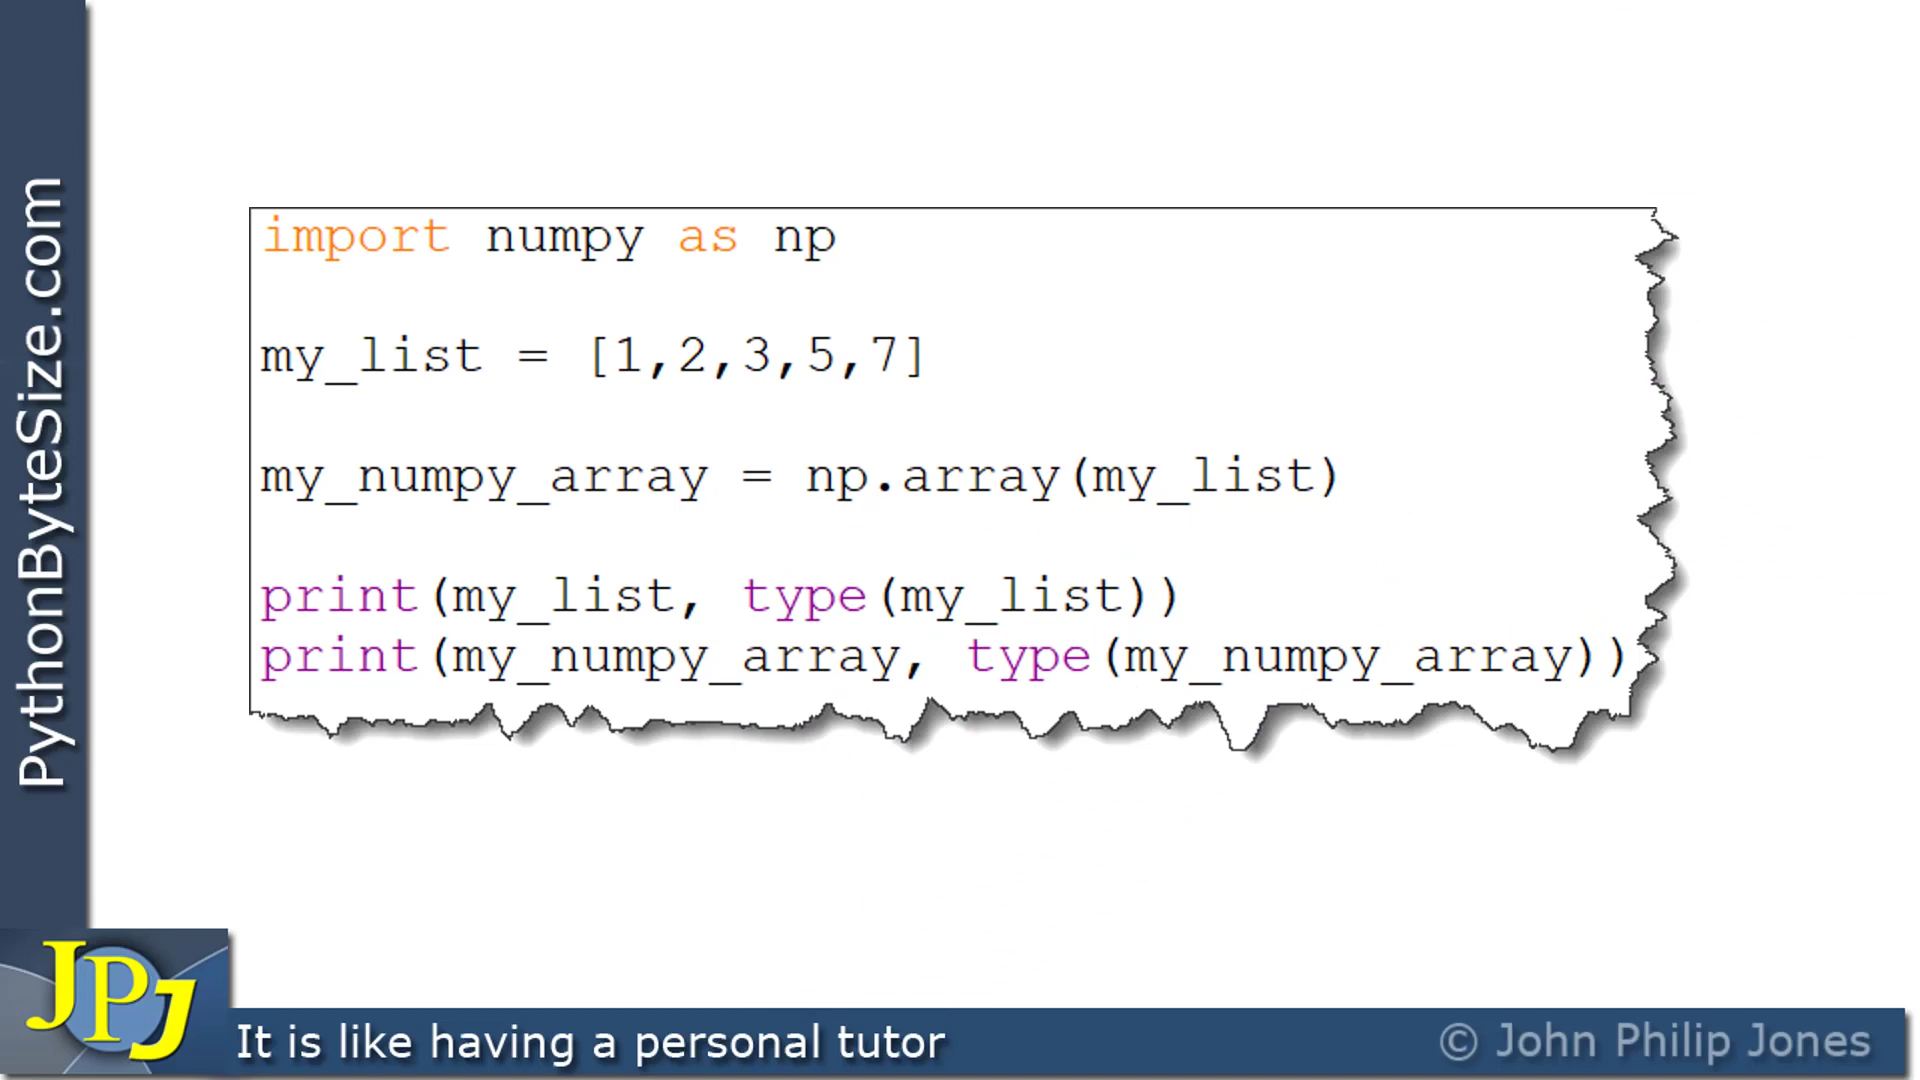 PythonByteSize.com
import numpy as np
my_list = [1,2,3,5,7]
my_numpy_array = np.array(my_list)
print(my_list, type(my_list))
print(my_numpy_array, type(my_numpy_array))
JPJ
It is like having a personal tutor
© John Philip Jones